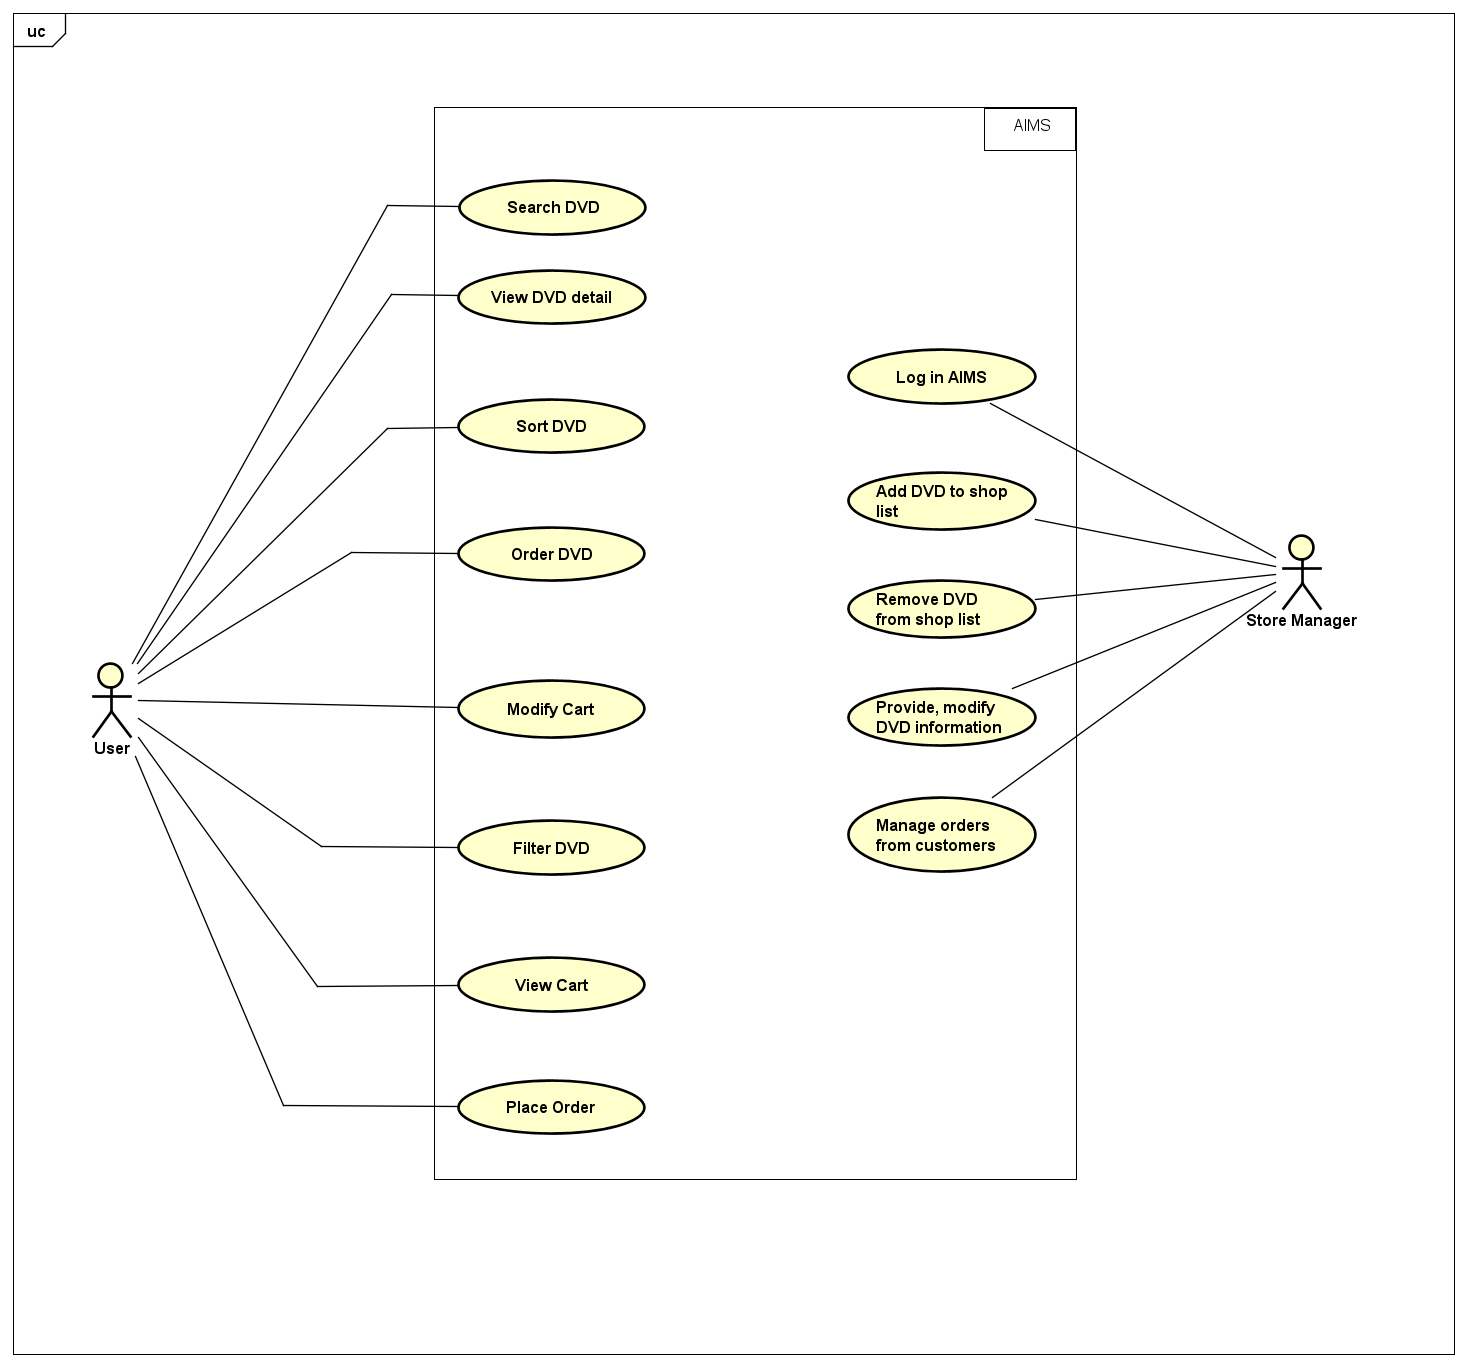 uc
AIMS
Search DVD
View DVD detail
Log in AIMS
Sort DVD
Add DVD to shop
list
Order DVD
Remove DVD
from shop list
Store Manager
Modify Cart
Provide, modify
DVD information
User
Manage orders
from customers
Filter DVD
View Cart
Place Order